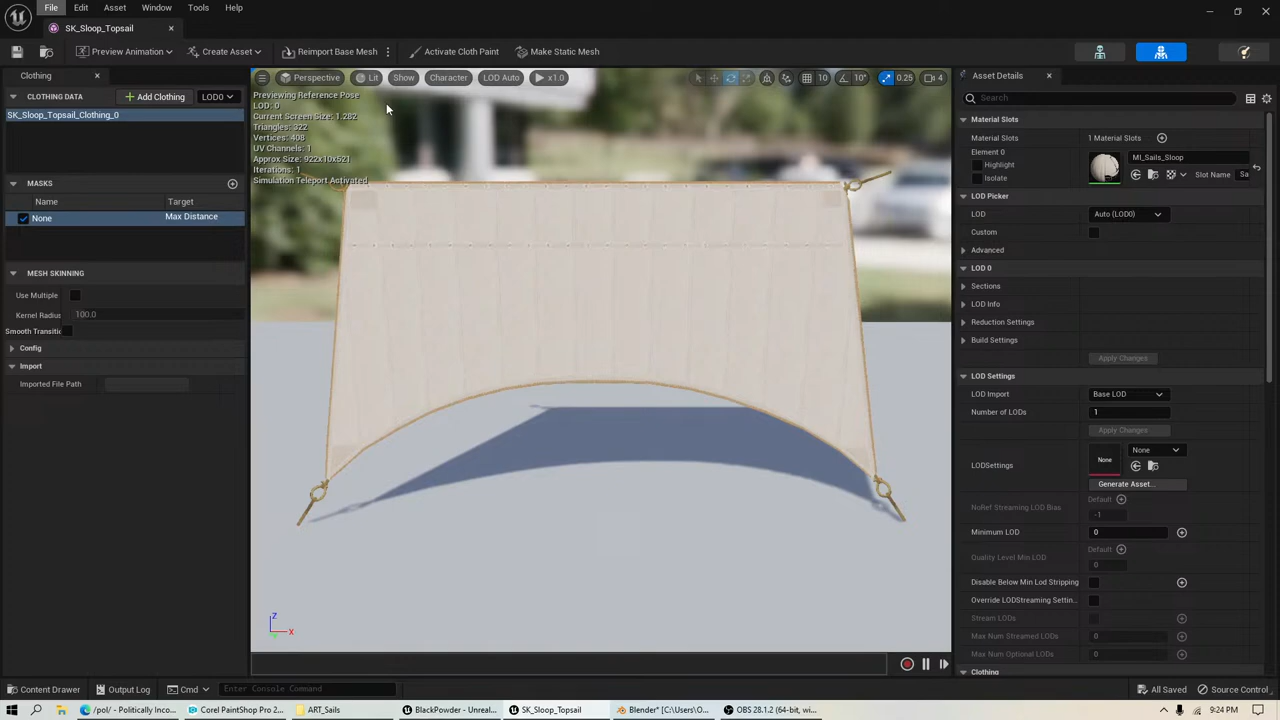 File Edit Asset Window Tools Help
SK_Sloop_Topsail
Preview Animation Create Asset Reimport Base Mesh Activate Cloth Paint Make Static Mesh
Clothing
CLOTHING DATA Add Clothing LOD0
SK_Sloop_Topsail_Clothing_0
MASKS
Name Target
None Max Distance
MESH SKINNING
Use Multiple
Kernel Radiu 100.0
Smooth Transitic
Config
Import
Imported File Path
Perspective Lit Show Character LOD Auto x1.0 10 10° 0.25 4
Previewing Reference Pose
LOD: 0
Current Screen Size: 1.282
Triangles: 322
Vertices: 408
UV Channels: 1
Approx Size: 922x10x521
Iterations: 1
Simulation Teleport Activated
Z
X
Asset Details
Search
Material Slots
Material Slots 1 Material Slots
Element 0
Highlight
Isolate
MI_Sails_Sloop
Slot Name Sa
LOD Picker
LOD Auto (LOD0)
Custom
Advanced
LOD 0
Sections
LOD Info
Reduction Settings
Build Settings
Apply Changes
LOD Settings
LOD Import Base LOD
Number of LODs 1
Apply Changes
LODSettings None None
Generate Asset...
NoRef Streaming LOD Bias Default
-1
Minimum LOD 0
Quality Level Min LOD Default
0
Disable Below Min Lod Stripping
Override LODStreaming Settin...
Stream LODs
Max Num Streamed LODs 0
Max Num Optional LODs 0
Clothing
Content Drawer Output Log Cmd Enter Console Command All Saved Source Control
/pol/ - Politically Inco... Corel PaintShop Pro 2... ART_Sails BlackPowder - Unreal... SK_Sloop_Topsail Blender* [C:\Users\... OBS 28.1.2 (64-bit, wi... 9:24 PM